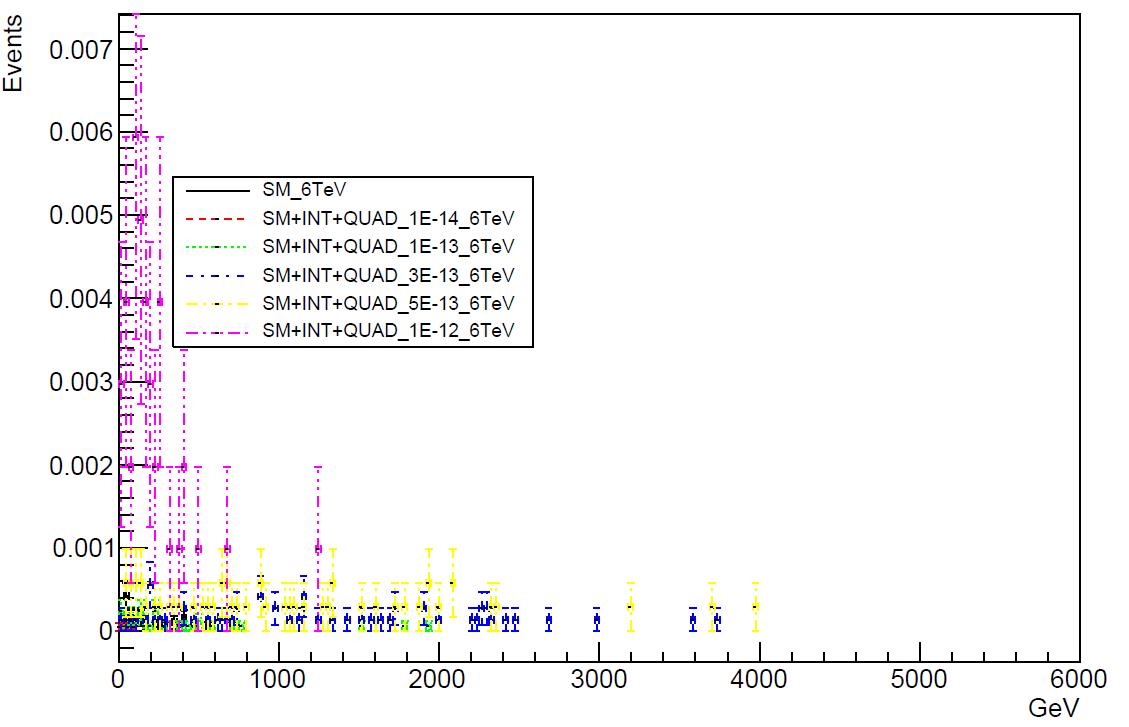 Events
0.007
0.006
0.005
0.004
0.003
0.002
0.001
0
SM_6TeV
SM+INT+QUAD_1E-14_6TeV
SM+INT+QUAD_1E-13_6TeV
SM+INT+QUAD_3E-13_6TeV
SM+INT+QUAD_5E-13_6TeV
SM+INT+QUAD_1E-12_6TeV
0 1000 2000 3000 4000 5000 6000
GeV